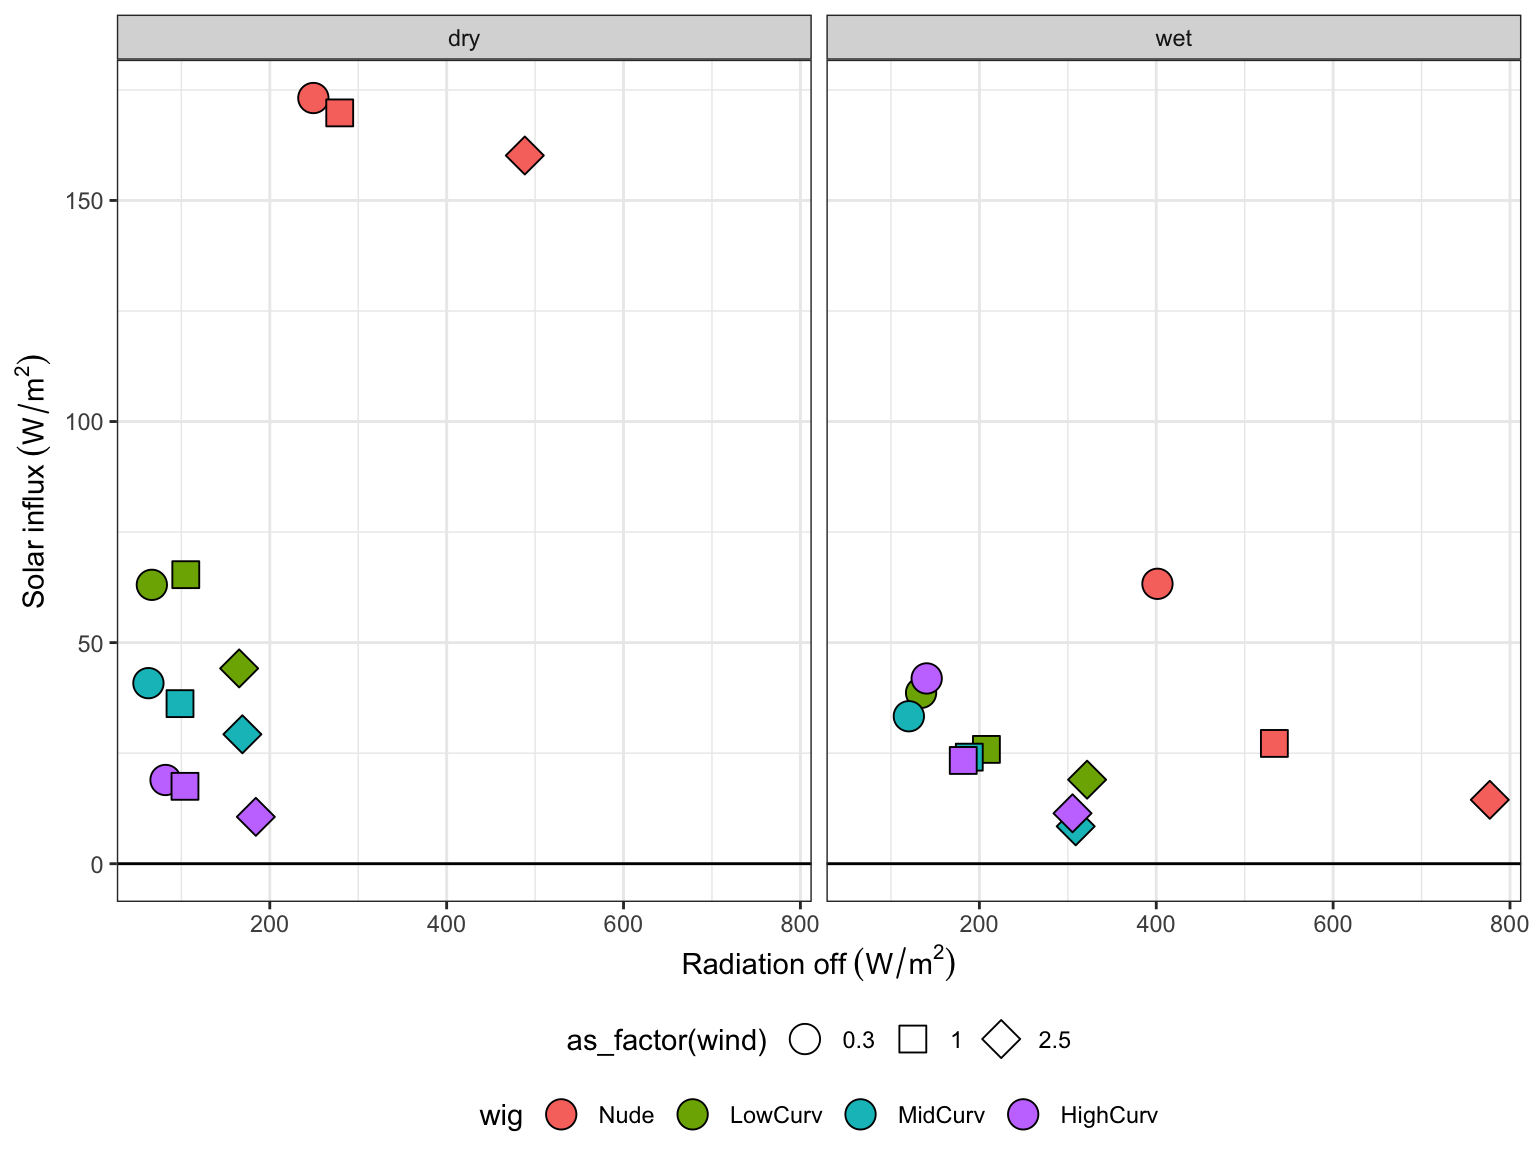 dry
wet
Solar influx (W/m²)
150
100
50
0
200 400 600 800 200 400 600 800
Radiation off (W/m²)
as_factor(wind) 0.3 1 2.5
wig Nude LowCurv MidCurv HighCurv